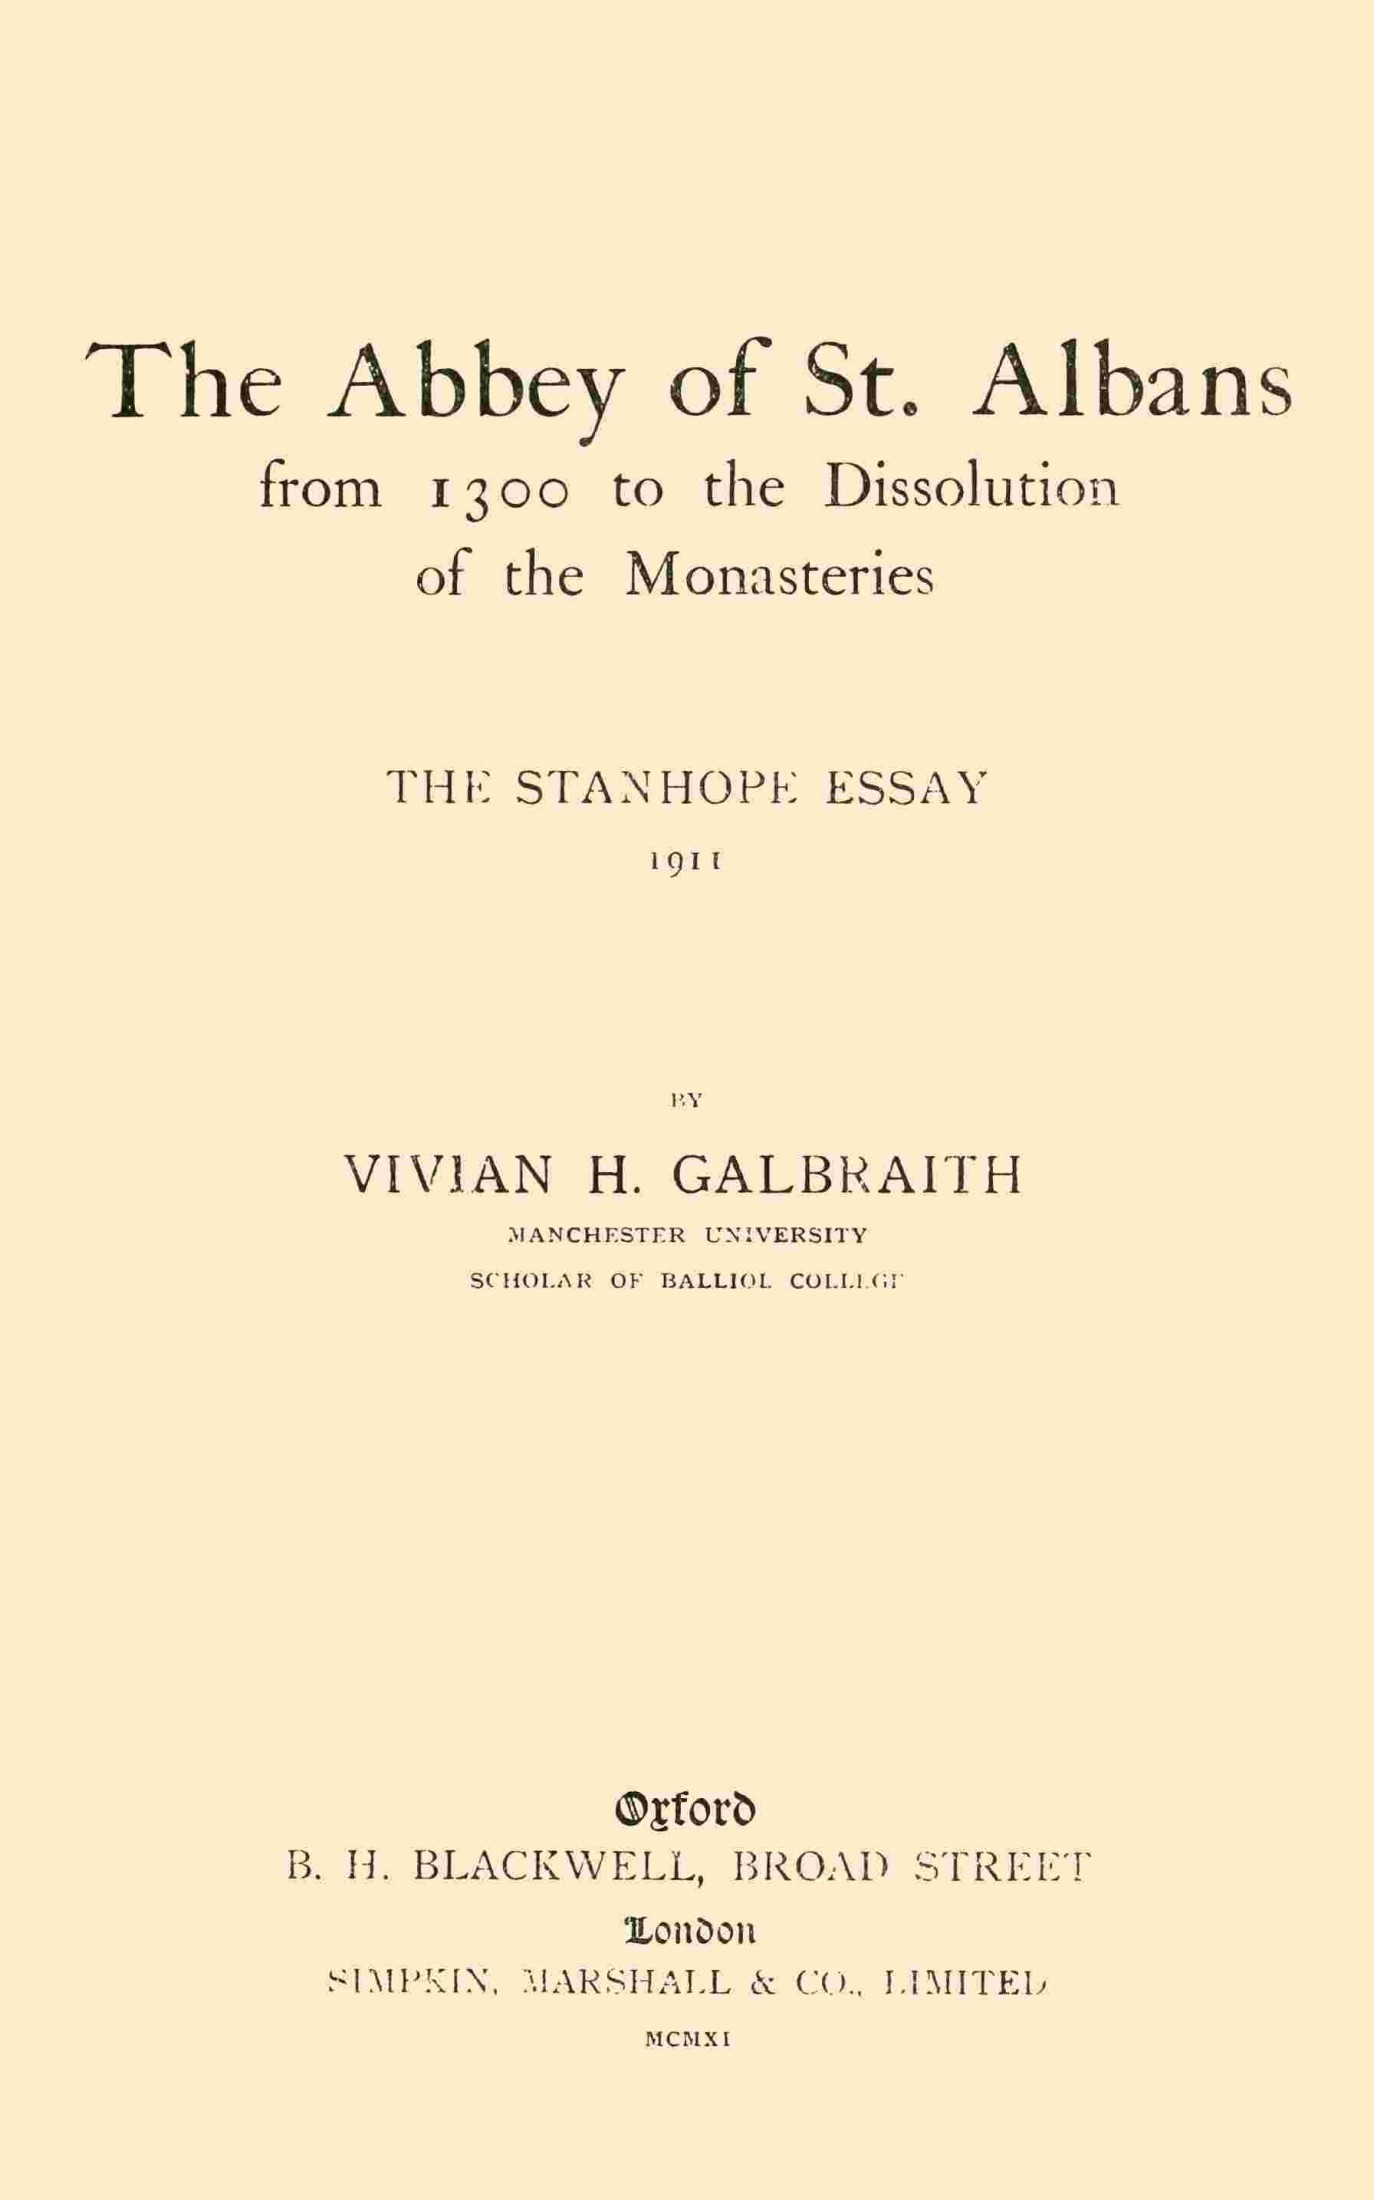 The Abbey of St. Albans
from 1300 to the Dissolution
of the Monasteries
THE STANHOPE ESSAY
1911
BY
VIVIAN H. GALBRAITH
MANCHESTER UNIVERSITY
SCHOLAR OF BALLIOL COLLEGE
Oxford
B. H. BLACKWELL, BROAD STREET
London
SIMPKIN, MARSHALL & CO., LIMITED
MCMXI